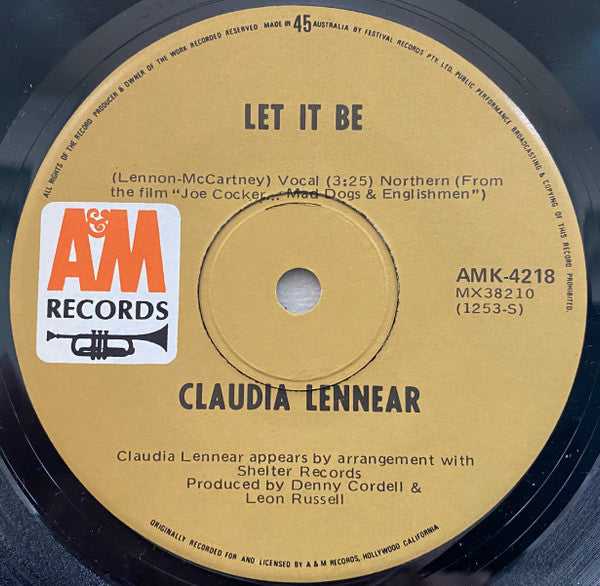 ALL RIGHTS OF THE RECORD PRODUCER & OWNER OF THE WORK RECORDED RESERVED MADE IN 45 AUSTRALIA BY FESTIVAL RECORDS PTY. LTD. PUBLIC PERFORMANCE BROADCASTING & COPYING OF THIS RECORD PROHIBITED.
LET IT BE
(Lennon-McCartney) Vocal (3:25) Northern (From
the film "Joe Cocker... "Mad Dogs & Englishmen")
A&M
RECORDS
AMK-4218
MX38210
(1253-S)
CLAUDIA LENNEAR
Claudia Lennear appears by arrangement with
Shelter Records
Produced by Denny Cordell &
Leon Russell
ORIGINALLY RECORDED FOR AND LICENSED BY A & M RECORDS, HOLLYWOOD CALIFORNIA